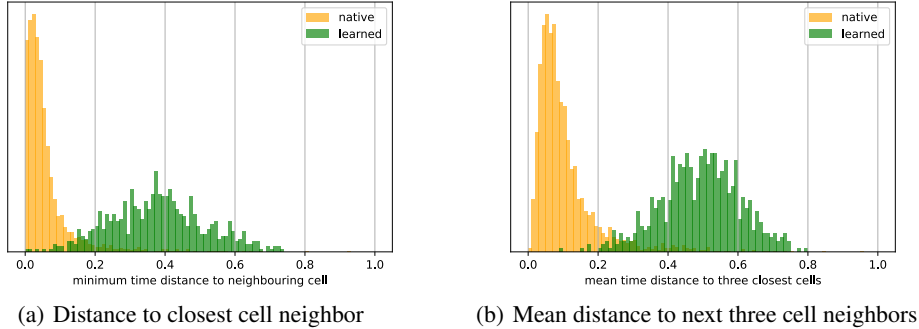 native
learned
0.0 0.2 0.4 0.6 0.8 1.0
minimum time distance to neighbouring cell
(a) Distance to closest cell neighbor
native
learned
0.0 0.2 0.4 0.6 0.8 1.0
mean time distance to three closest cells
(b) Mean distance to next three cell neighbors